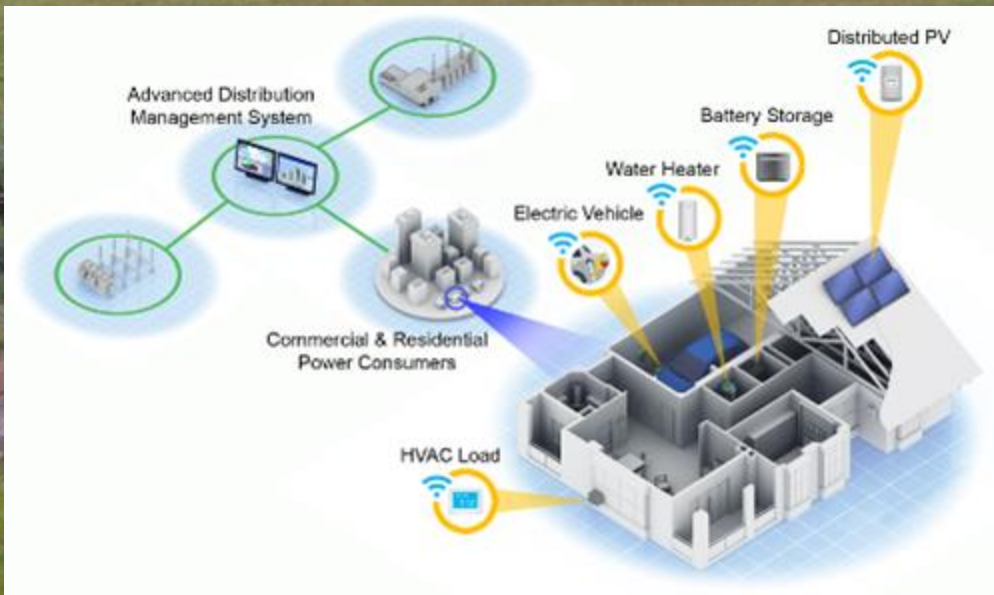 Distributed PV
Advanced Distribution
Management System
Battery Storage
Water Heater
Electric Vehicle
Commercial & Residential
Power Consumers
HVAC Load